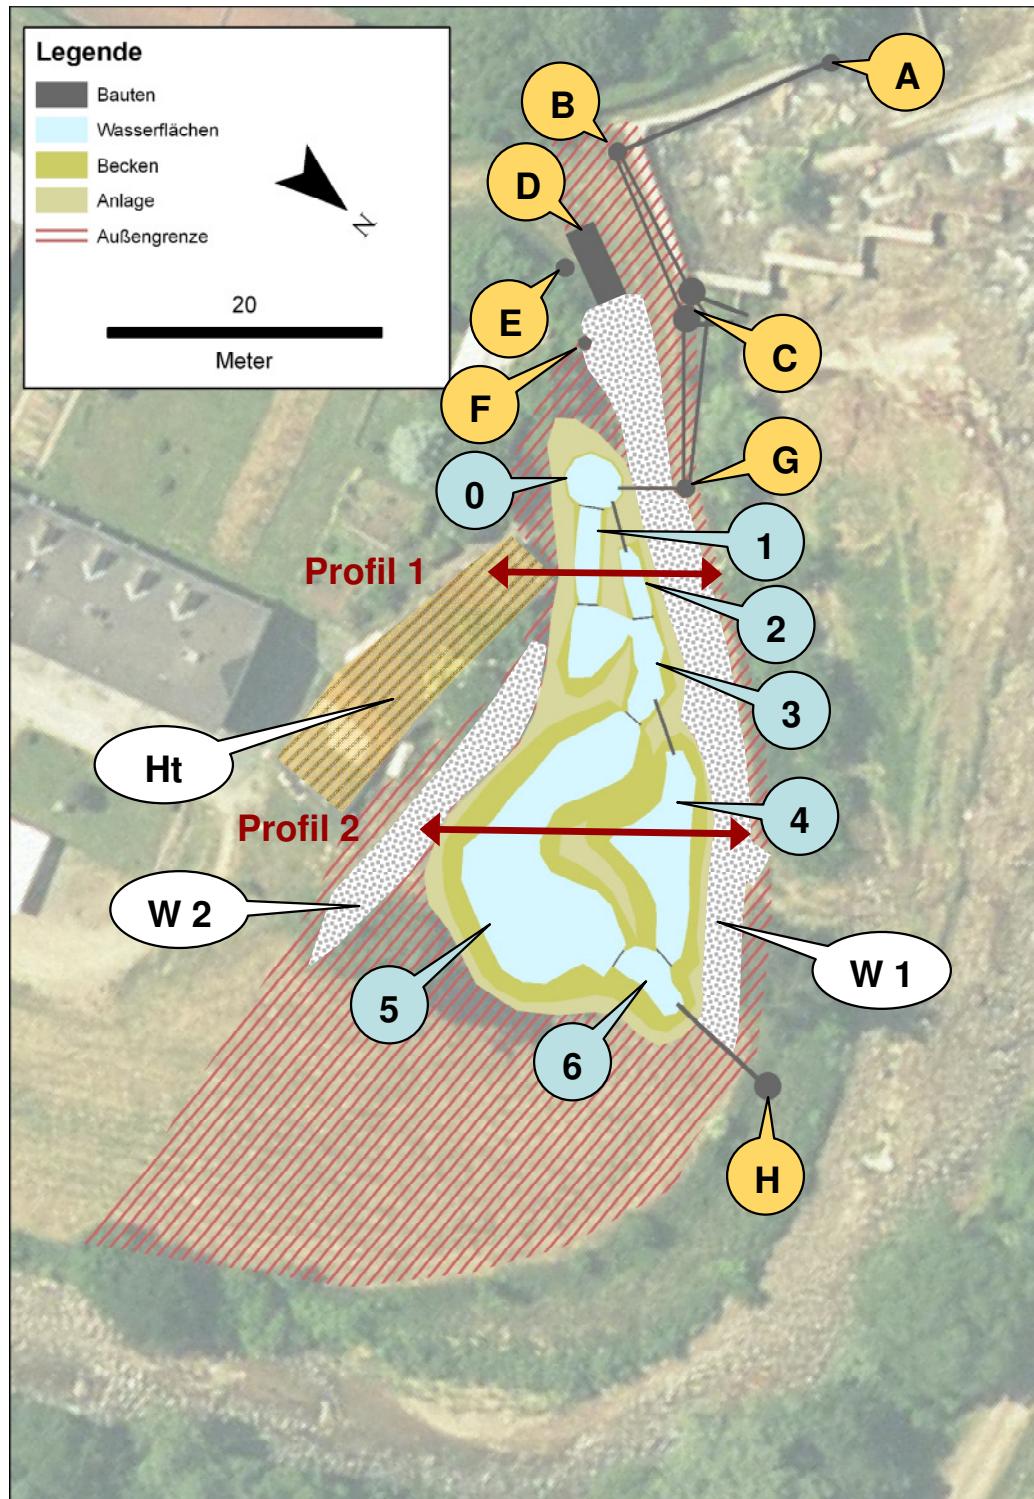 Legende
Bauten
Wasserflächen
Becken
Anlage
Außengrenze
N
20
Meter
A
B
D
E
C
F
G
0
1
Profil 1
2
3
Ht
4
Profil 2
W 2
W 1
5
6
H